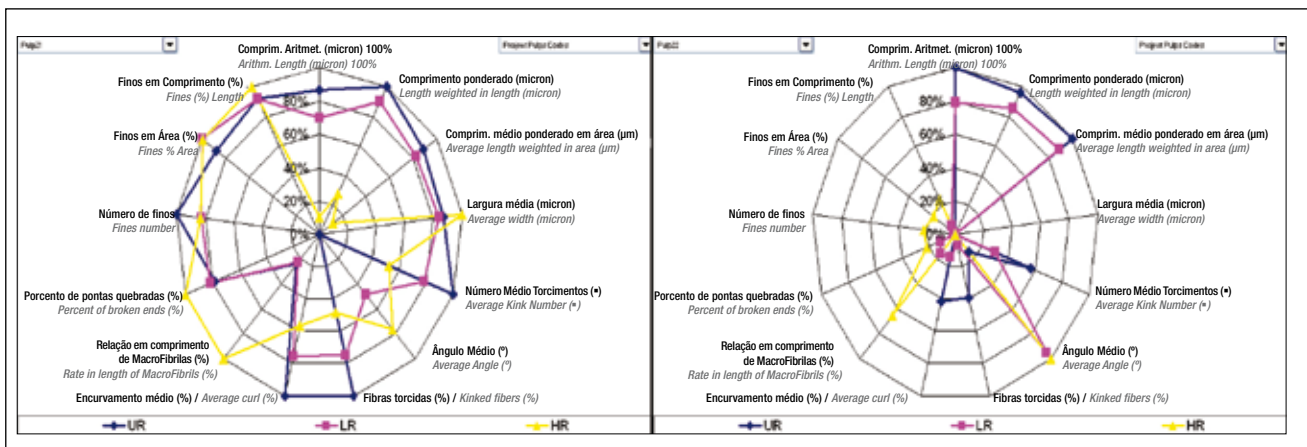 Pulp21
Project Pulps Codes
Comprim. Aritmet. (micron) 100%
Arithm. Length (micron) 100%
Finos em Comprimento (%)
Fines (%) Length
Comprimento ponderado (micron)
Length weighted in length (micron)
80%
Finos em Área (%)
Fines % Area
Comprim. médio ponderado em área (µm)
Average length weighted in area (µm)
60%
40%
Número de finos
Fines number
Largura média (micron)
Average width (micron)
20%
0%
Porcento de pontas quebradas (%)
Percent of broken ends (%)
Número Médio Torcimentos (•)
Average Kink Number (•)
Relação em comprimento
de MacroFibrilas (%)
Rate in length of MacroFibrils (%)
Ângulo Médio (º)
Average Angle (º)
Encurvamento médio (%) / Average curl (%)
Fibras torcidas (%) / Kinked fibers (%)
UR LR HR
Pulp22
Project Pulps Codes
Comprim. Aritmet. (micron) 100%
Arithm. Length (micron) 100%
Finos em Comprimento (%)
Fines (%) Length
Comprimento ponderado (micron)
Length weighted in length (micron)
80%
Finos em Área (%)
Fines % Area
Comprim. médio ponderado em área (µm)
Average length weighted in area (µm)
60%
40%
Número de finos
Fines number
Largura média (micron)
Average width (micron)
20%
0%
Porcento de pontas quebradas (%)
Percent of broken ends (%)
Número Médio Torcimentos (•)
Average Kink Number (•)
Relação em comprimento
de MacroFibrilas (%)
Rate in length of MacroFibrils (%)
Ângulo Médio (º)
Average Angle (º)
Encurvamento médio (%) / Average curl (%)
Fibras torcidas (%) / Kinked fibers (%)
UR LR HR